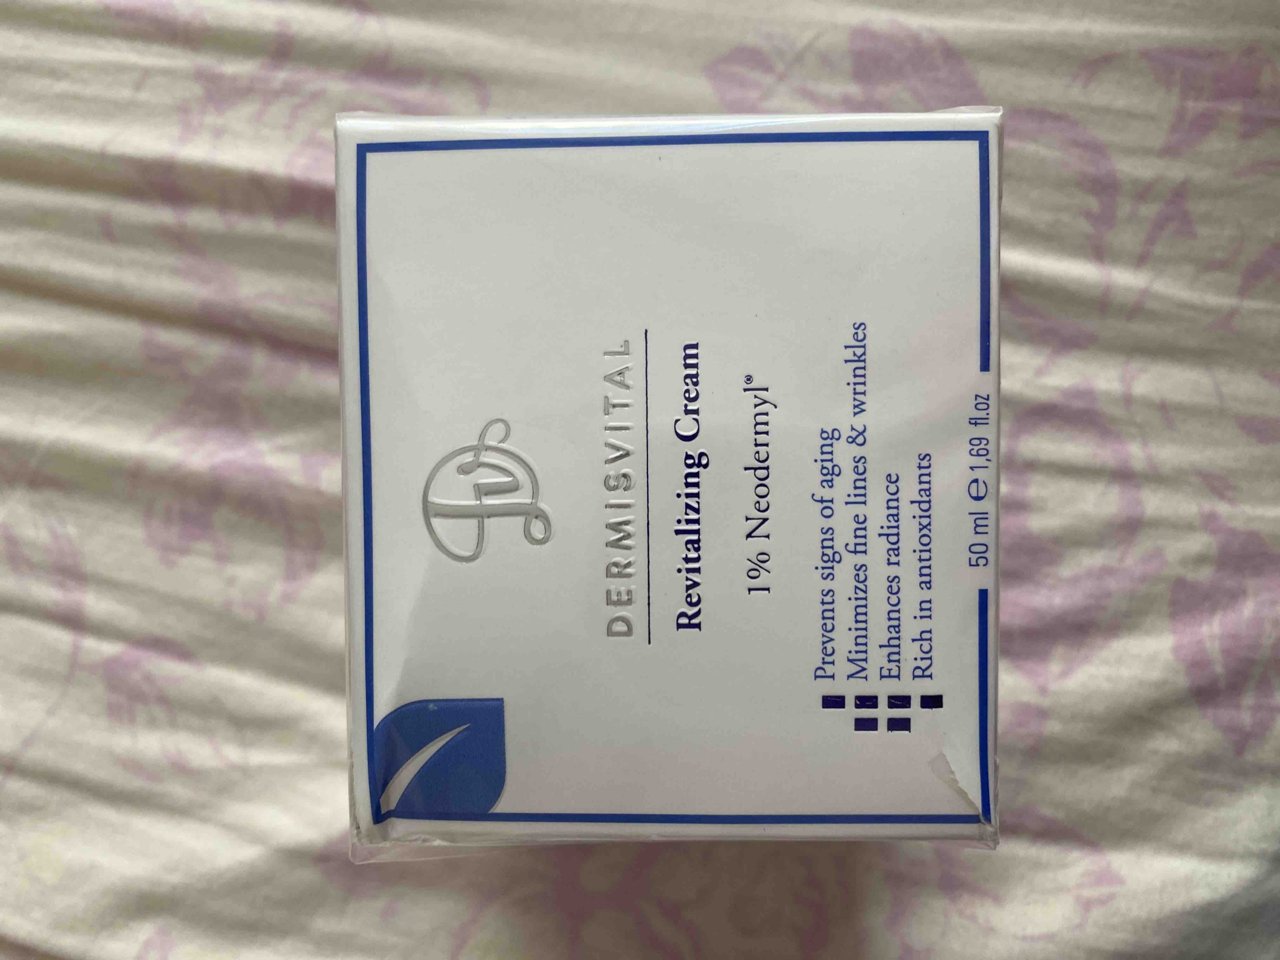 DERMISVITAL
Revitalizing Cream
1% Neodermyl®
Prevents signs of aging
Minimizes fine lines & wrinkles
Enhances radiance
Rich in antioxidants
50 ml ℮ 1,69 fl.oz